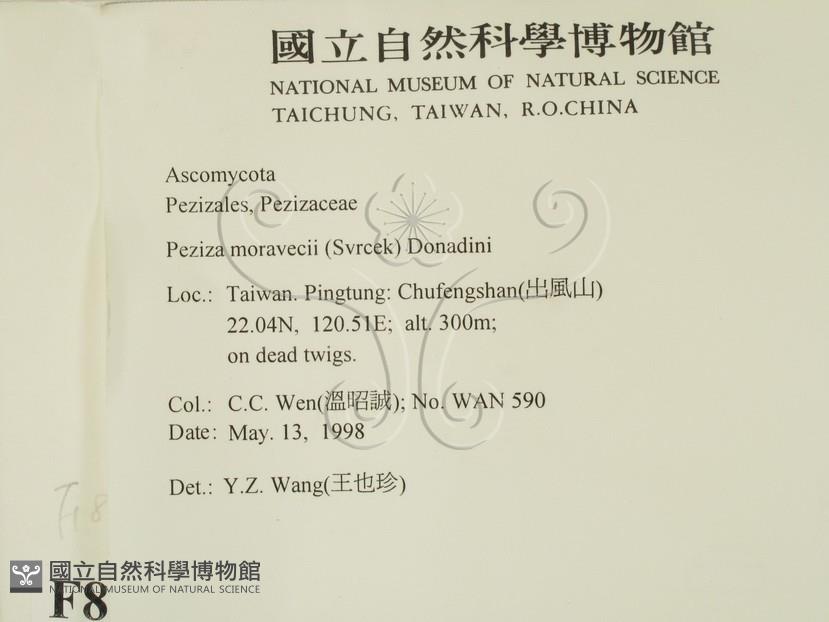 國立自然科學博物館
NATIONAL MUSEUM OF NATURAL SCIENCE
TAICHUNG, TAIWAN, R.O.CHINA
Ascomycota
Pezizales, Pezizaceae
Peziza moravecii (Svrcek) Donadini
Loc.: Taiwan. Pingtung: Chufengshan(出風山)
22.04N, 120.51E; alt. 300m;
on dead twigs.
Col.: C.C. Wen(溫昭誠); No. WAN 590
Date: May. 13, 1998
Det.: Y.Z. Wang(王也珍)
F 8
國立自然科學博物館
NATIONAL MUSEUM OF NATURAL SCIENCE
F8